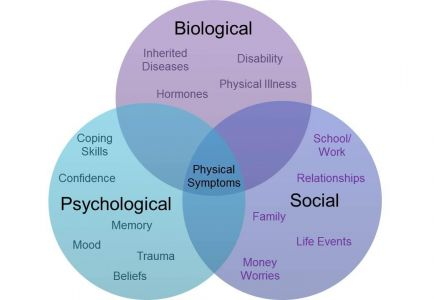 Biological
Inherited
Diseases
Disability
Hormones
Physical Illness
Coping
Skills
Confidence
Psychological
Memory
Mood
Trauma
Beliefs
Physical
Symptoms
School/
Work
Relationships
Social
Family
Life Events
Money
Worries